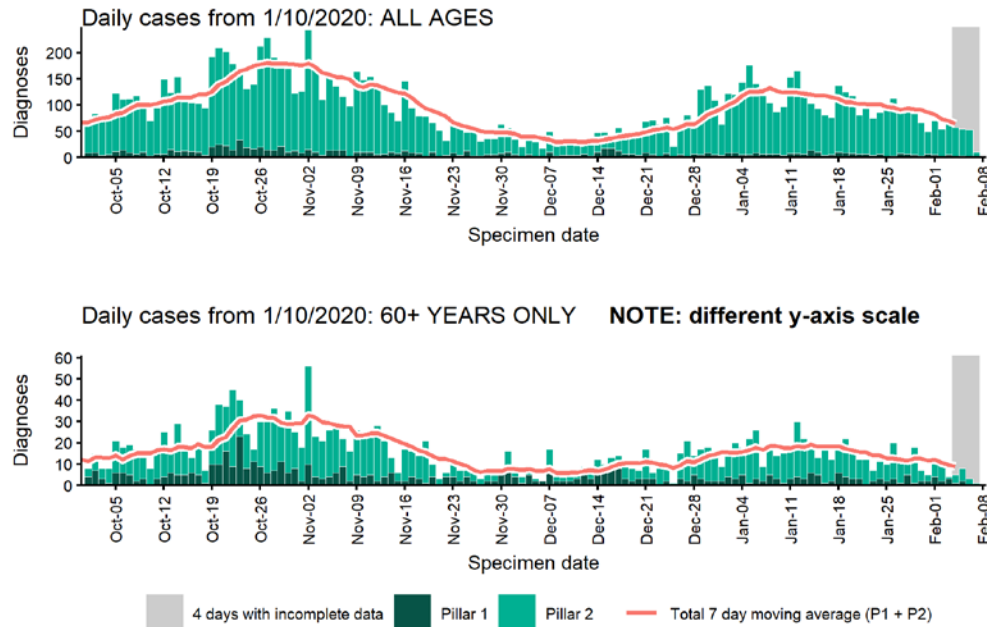 Daily cases from 1/10/2020: ALL AGES
Diagnoses
200
150
100
50
0
Oct-05 Oct-12 Oct-19 Oct-26 Nov-02 Nov-09 Nov-16 Nov-23 Nov-30 Dec-07 Dec-14 Dec-21 Dec-28 Jan-04 Jan-11 Jan-18 Jan-25 Feb-01 Feb-08
Specimen date
Daily cases from 1/10/2020: 60+ YEARS ONLY NOTE: different y-axis scale
Diagnoses
60
50
40
30
20
10
0
Oct-05 Oct-12 Oct-19 Oct-26 Nov-02 Nov-09 Nov-16 Nov-23 Nov-30 Dec-07 Dec-14 Dec-21 Dec-28 Jan-04 Jan-11 Jan-18 Jan-25 Feb-01 Feb-08
Specimen date
4 days with incomplete data Pillar 1 Pillar 2 Total 7 day moving average (P1 + P2)